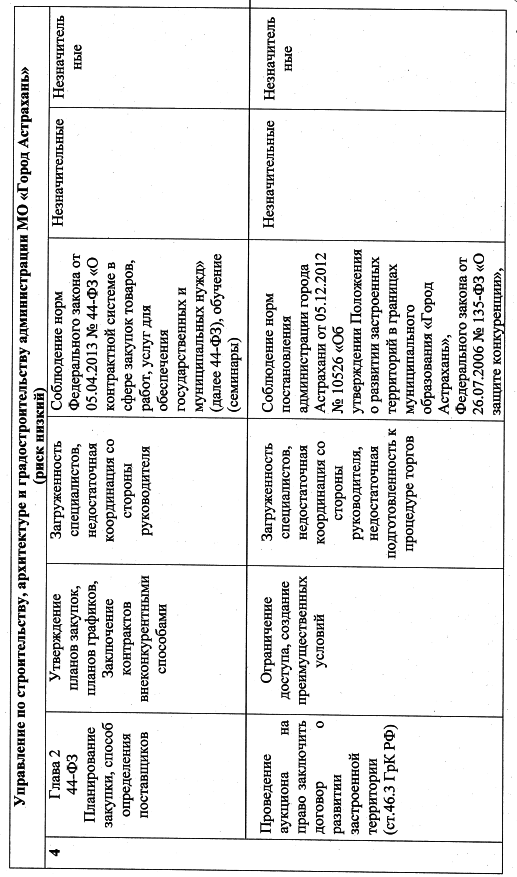 Управление по строительству, архитектуре и градостроительству администрации МО «Город Астрахань»
(риск низкий)
4
Глава 2
44-ФЗ
Планирование
закупки, способ
определения
поставщиков
Утверждение
планов закупок,
планов графиков,
Заключение
контрактов
внеконкурентными
способами
Загруженность
специалистов,
недостаточная
координация со
стороны
руководителя
Соблюдение норм
Федерального закона от
05.04.2013 № 44-ФЗ «О
контрактной системе в
сфере закупок товаров,
работ, услуг для
обеспечения
государственных и
муниципальных нужд»
(далее 44-ФЗ), обучение
(семинары)
Незначительные
Незначитель
ные
Проведение
аукциона на
право заключить
договор о
развитии
застроенной
территории
(ст.46.3 ГрК РФ)
Ограничение
доступа, создание
преимущественных
условий
Загруженность
специалистов,
недостаточная
координация со
стороны
руководителя,
недостаточная
подготовленность к
процедуре торгов
Соблюдение норм
постановления
администрации города
Астрахани от 05.12.2012
№ 10526 «Об
утверждении Положения
о развитии застроенных
территорий в границах
муниципального
образования «Город
Астрахань»,
Федерального закона от
26.07.2006 № 135-ФЗ «О
защите конкуренции»,
Незначительные
Незначитель
ные